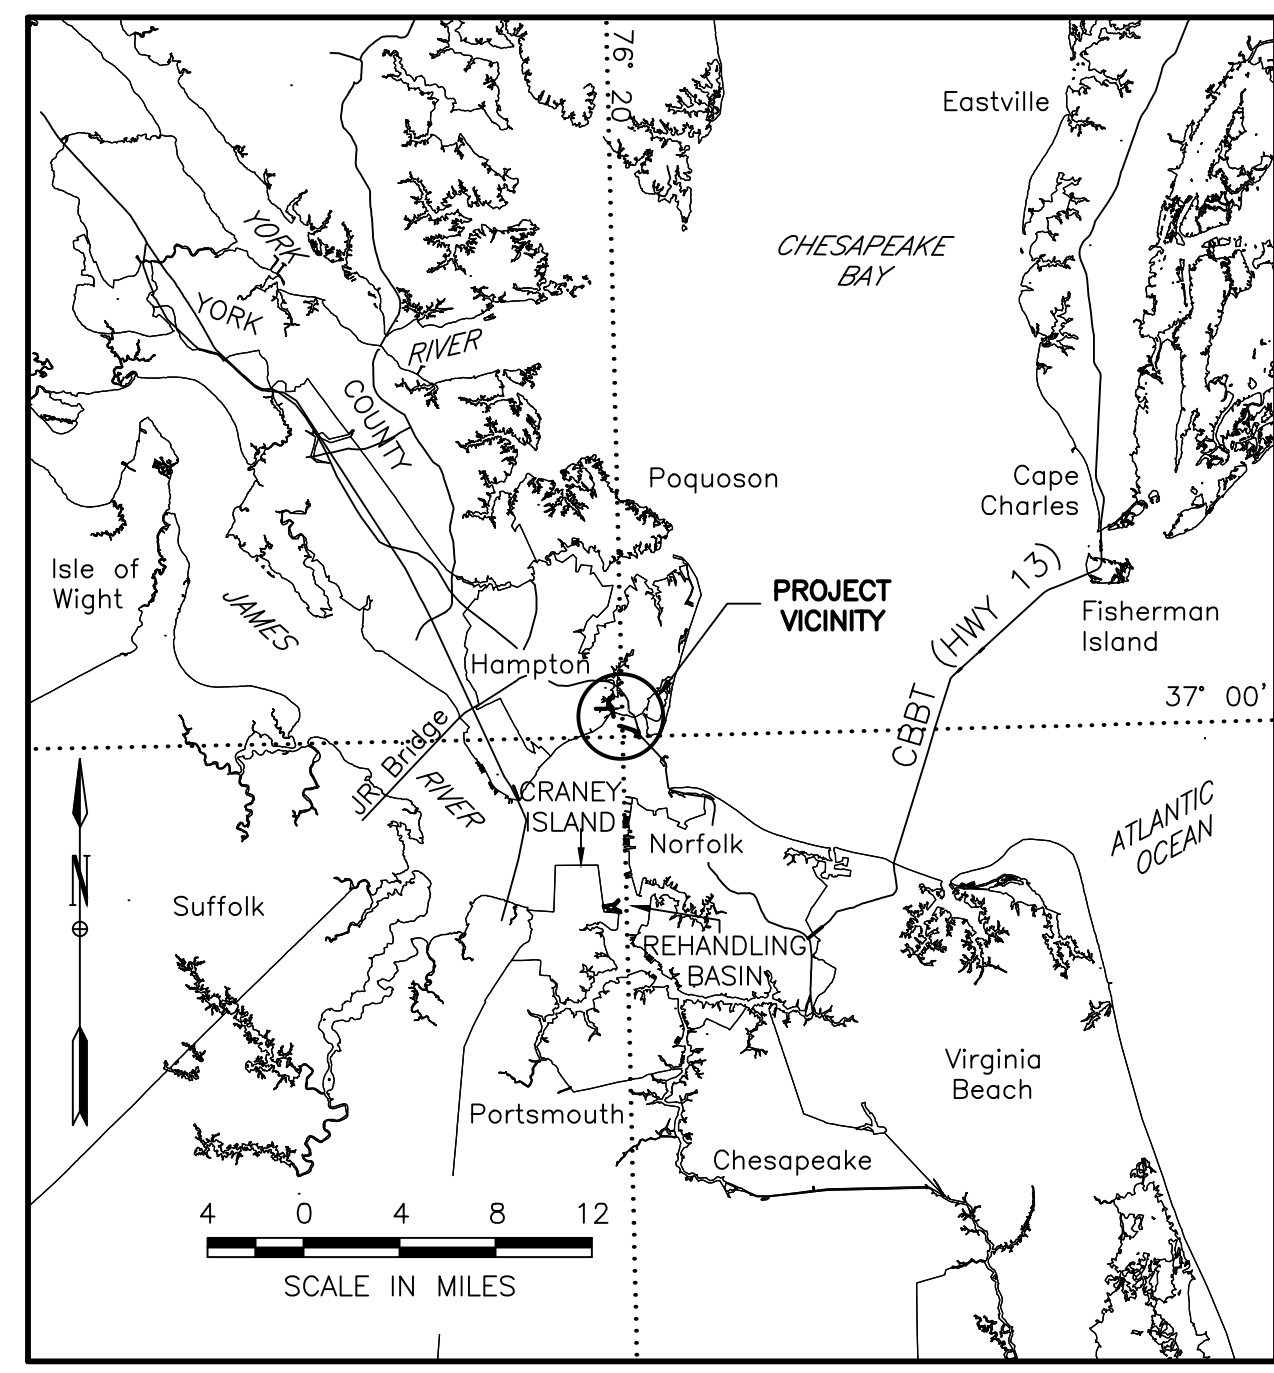 76° 20'
Eastville
CHESAPEAKE
BAY
YORK
YORK
RIVER
COUNTY
Poquoson
Cape
Charles
Isle of
Wight
JAMES
PROJECT
VICINITY
(HWY 13)
Fisherman
Island
Hampton
37° 00'
CBBT
JR Bridge
RIVER
CRANEY
ISLAND
Norfolk
ATLANTIC
OCEAN
N
Suffolk
REHANDLING
BASIN
Virginia
Beach
Portsmouth
Chesapeake
4 0 4 8 12
SCALE IN MILES